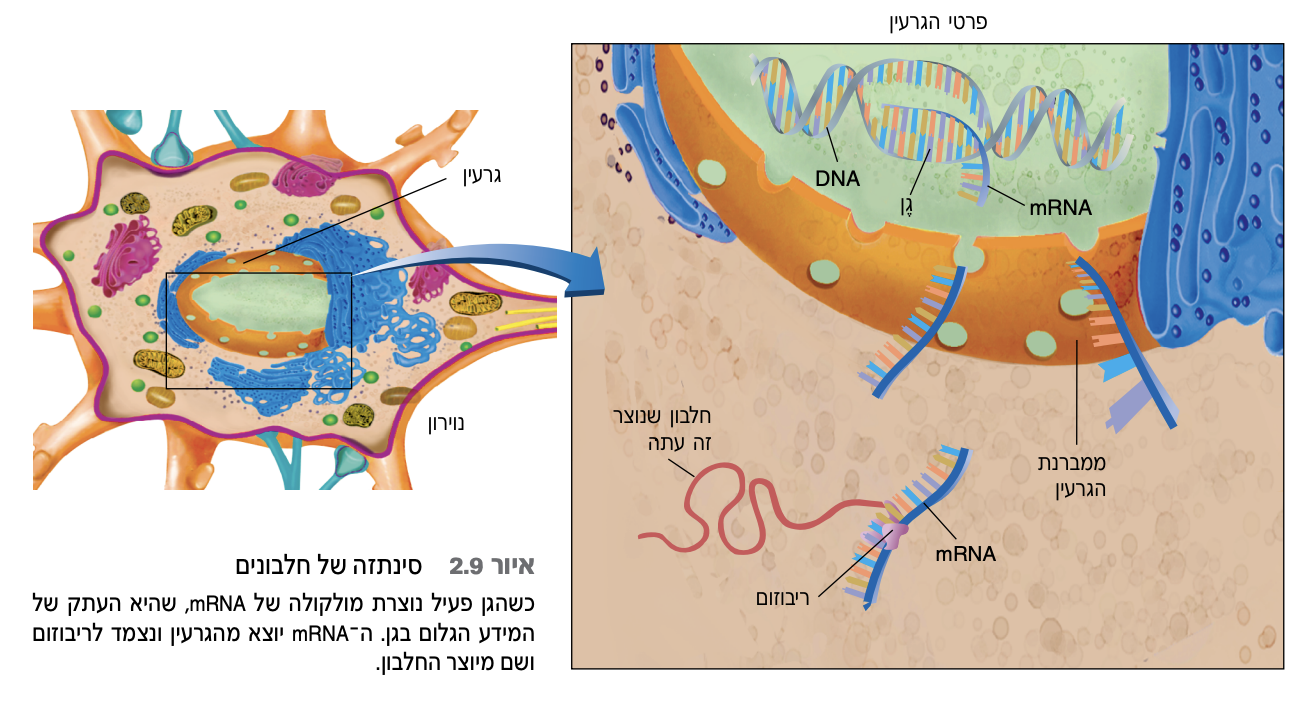 פרטי הגרעין
DNA
גֶן
mRNA
גרעין
נוירון
חלבון שנוצר
זה עתה
ממברנת
הגרעין
mRNA
ריבוזום
איור 2.9 סינתזה של חלבונים
כשהגן פעיל נוצרת מולקולה של mRNA, שהיא העתק של
המידע הגלום בגן. ה־mRNA יוצא מהגרעין ונצמד לריבוזום
ושם מיוצר החלבון.